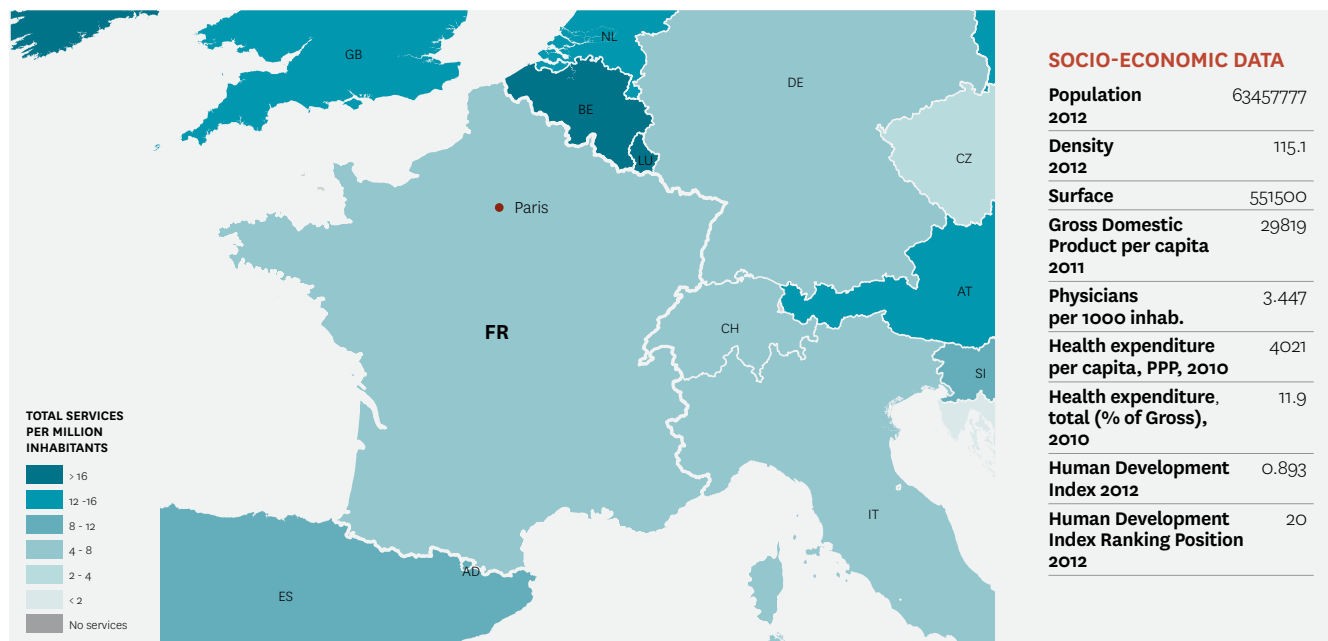 GB
NL
DE
BE
LU
CZ
Paris
AT
FR
CH
SI
IT
AD
ES
TOTAL SERVICES
PER MILLION
INHABITANTS
> 16
12 -16
8 - 12
4 - 8
2 - 4
< 2
No services
SOCIO-ECONOMIC DATA
Population 63457777
2012
Density 115.1
2012
Surface 551500
Gross Domestic 29819
Product per capita
2011
Physicians 3.447
per 1000 inhab.
Health expenditure 4021
per capita, PPP, 2010
Health expenditure, 11.9
total (% of Gross),
2010
Human Development 0.893
Index 2012
Human Development 20
Index Ranking Position
2012